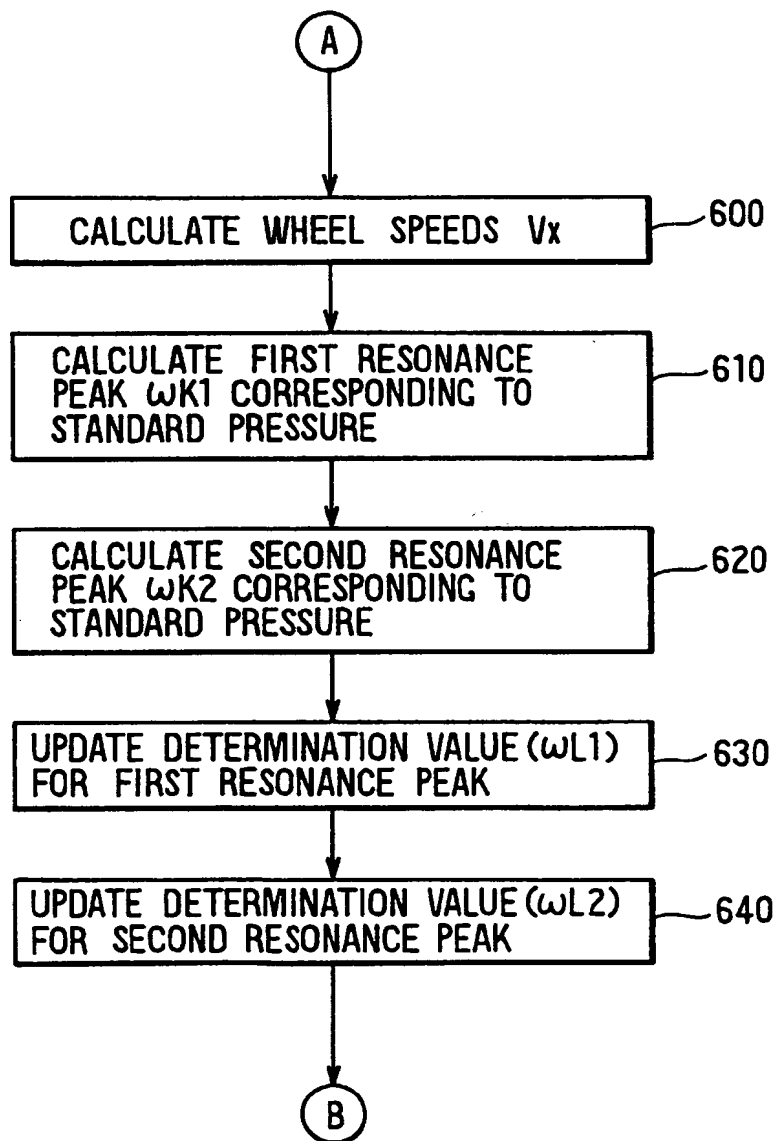 A
CALCULATE WHEEL SPEEDS Vx
600
CALCULATE FIRST RESONANCE
PEAK ωK1 CORRESPONDING TO
STANDARD PRESSURE
610
CALCULATE SECOND RESONANCE
PEAK ωK2 CORRESPONDING TO
STANDARD PRESSURE
620
UPDATE DETERMINATION VALUE (ωL1)
FOR FIRST RESONANCE PEAK
630
UPDATE DETERMINATION VALUE (ωL2)
FOR SECOND RESONANCE PEAK
640
B